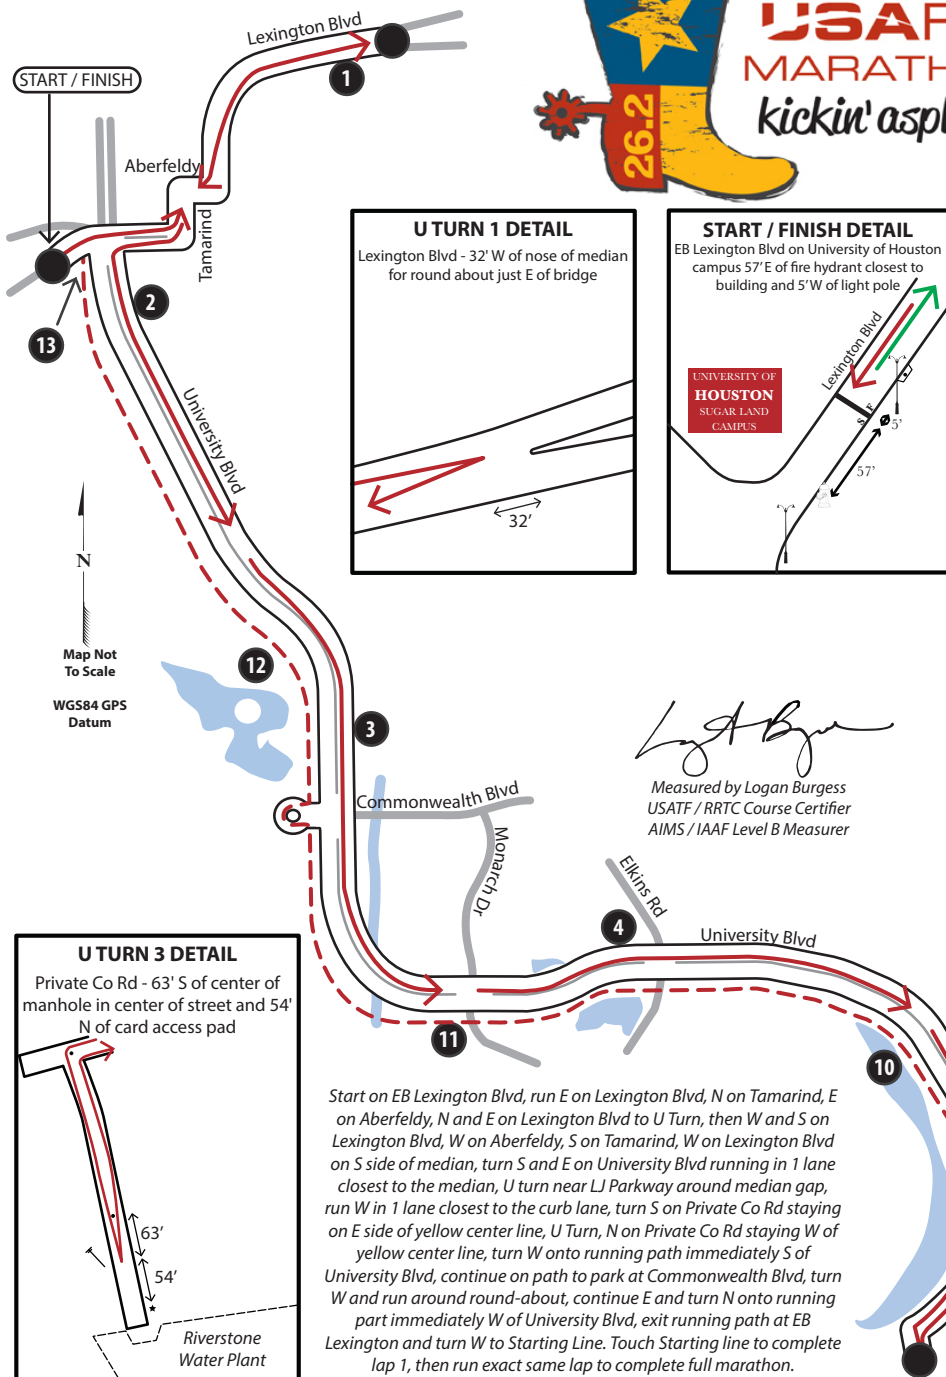 USAF
MARATH
kickin' asph
26.2
Lexington Blvd
START / FINISH
1
Aberfeldy
Tamarind
2
13
University Blvd
U TURN 1 DETAIL
Lexington Blvd - 32' W of nose of median
for round about just E of bridge
32'
START / FINISH DETAIL
EB Lexington Blvd on University of Houston
campus 57' E of fire hydrant closest to
building and 5' W of light pole
Lexington Blvd
UNIVERSITY OF
HOUSTON
SUGAR LAND
CAMPUS
S F
5'
57'
N
Map Not
To Scale
WGS84 GPS
Datum
12
3
Measured by Logan Burgess
USATF / RRTC Course Certifier
AIMS / IAAF Level B Measurer
Commonwealth Blvd
Monarch Dr
Elkins Rd
4
University Blvd
11
10
U TURN 3 DETAIL
Private Co Rd - 63' S of center of
manhole in center of street and 54'
N of card access pad
63'
54'
Riverstone
Water Plant
Start on EB Lexington Blvd, run E on Lexington Blvd, N on Tamarind, E
on Aberfeldy, N and E on Lexington Blvd to U Turn, then W and S on
Lexington Blvd, W on Aberfeldy, S on Tamarind, W on Lexington Blvd
on S side of median, turn S and E on University Blvd running in 1 lane
closest to the median, U turn near LJ Parkway around median gap,
run W in 1 lane closest to the curb lane, turn S on Private Co Rd staying
on E side of yellow center line, U Turn, N on Private Co Rd staying W of
yellow center line, turn W onto running path immediately S of
University Blvd, continue on path to park at Commonwealth Blvd, turn
W and run around round-about, continue E and turn N onto running
part immediately W of University Blvd, exit running path at EB
Lexington and turn W to Starting Line. Touch Starting line to complete
lap 1, then run exact same lap to complete full marathon.